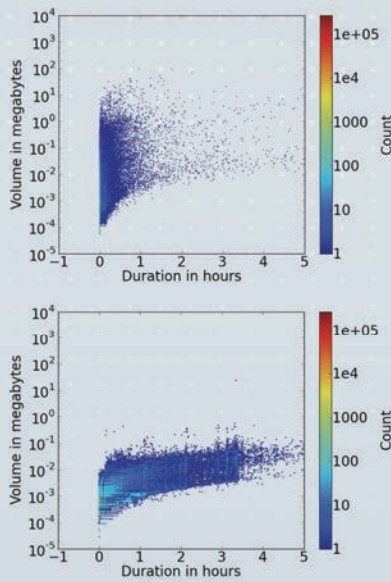 10^4
10^3
10^2
10^1
10^0
10^-1
10^-2
10^-3
10^-4
10^-5
Volume in megabytes
-1 0 1 2 3 4 5
Duration in hours
1e+05
1e+04
1000
100
10
1
Count
10^4
10^3
10^2
10^1
10^0
10^-1
10^-2
10^-3
10^-4
10^-5
Volume in megabytes
-1 0 1 2 3 4 5
Duration in hours
1e+05
1e+04
1000
100
10
1
Count